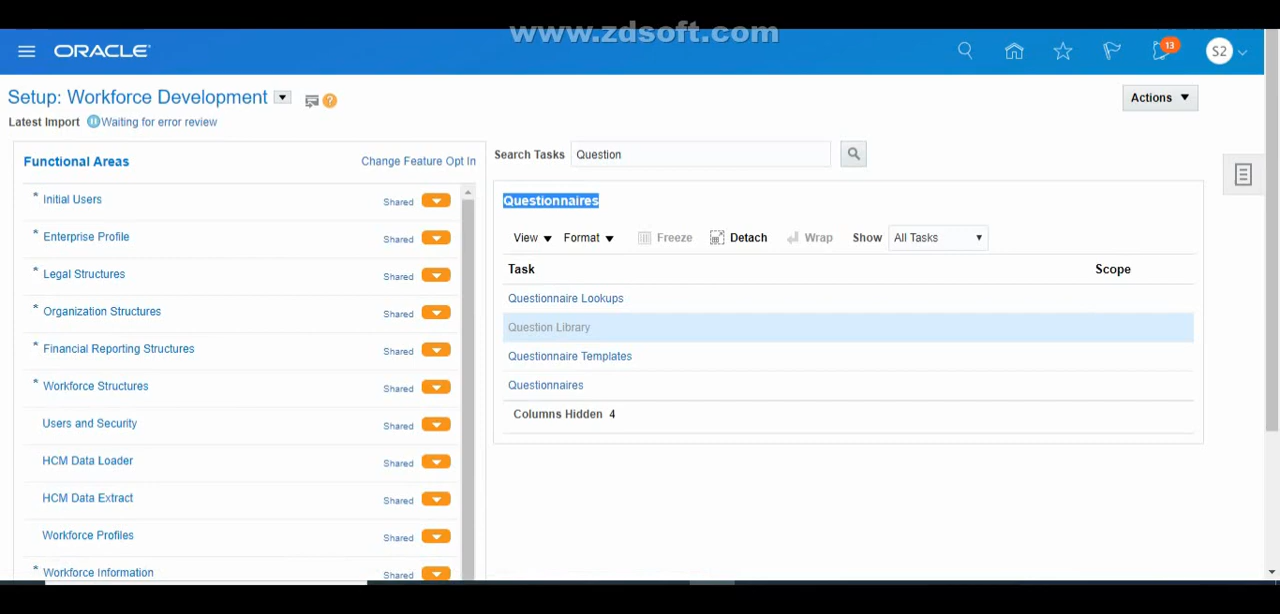 www.zdsoft.com
ORACLE
13
S2
Setup: Workforce Development
?
Actions
Latest Import Waiting for error review
Functional Areas
Change Feature Opt In
* Initial Users Shared
* Enterprise Profile Shared
* Legal Structures Shared
* Organization Structures Shared
* Financial Reporting Structures Shared
* Workforce Structures Shared
Users and Security Shared
HCM Data Loader Shared
HCM Data Extract Shared
Workforce Profiles Shared
* Workforce Information Shared
Search Tasks Question
Questionnaires
View Format Freeze Detach Wrap Show All Tasks
Task Scope
Questionnaire Lookups
Question Library
Questionnaire Templates
Questionnaires
Columns Hidden 4